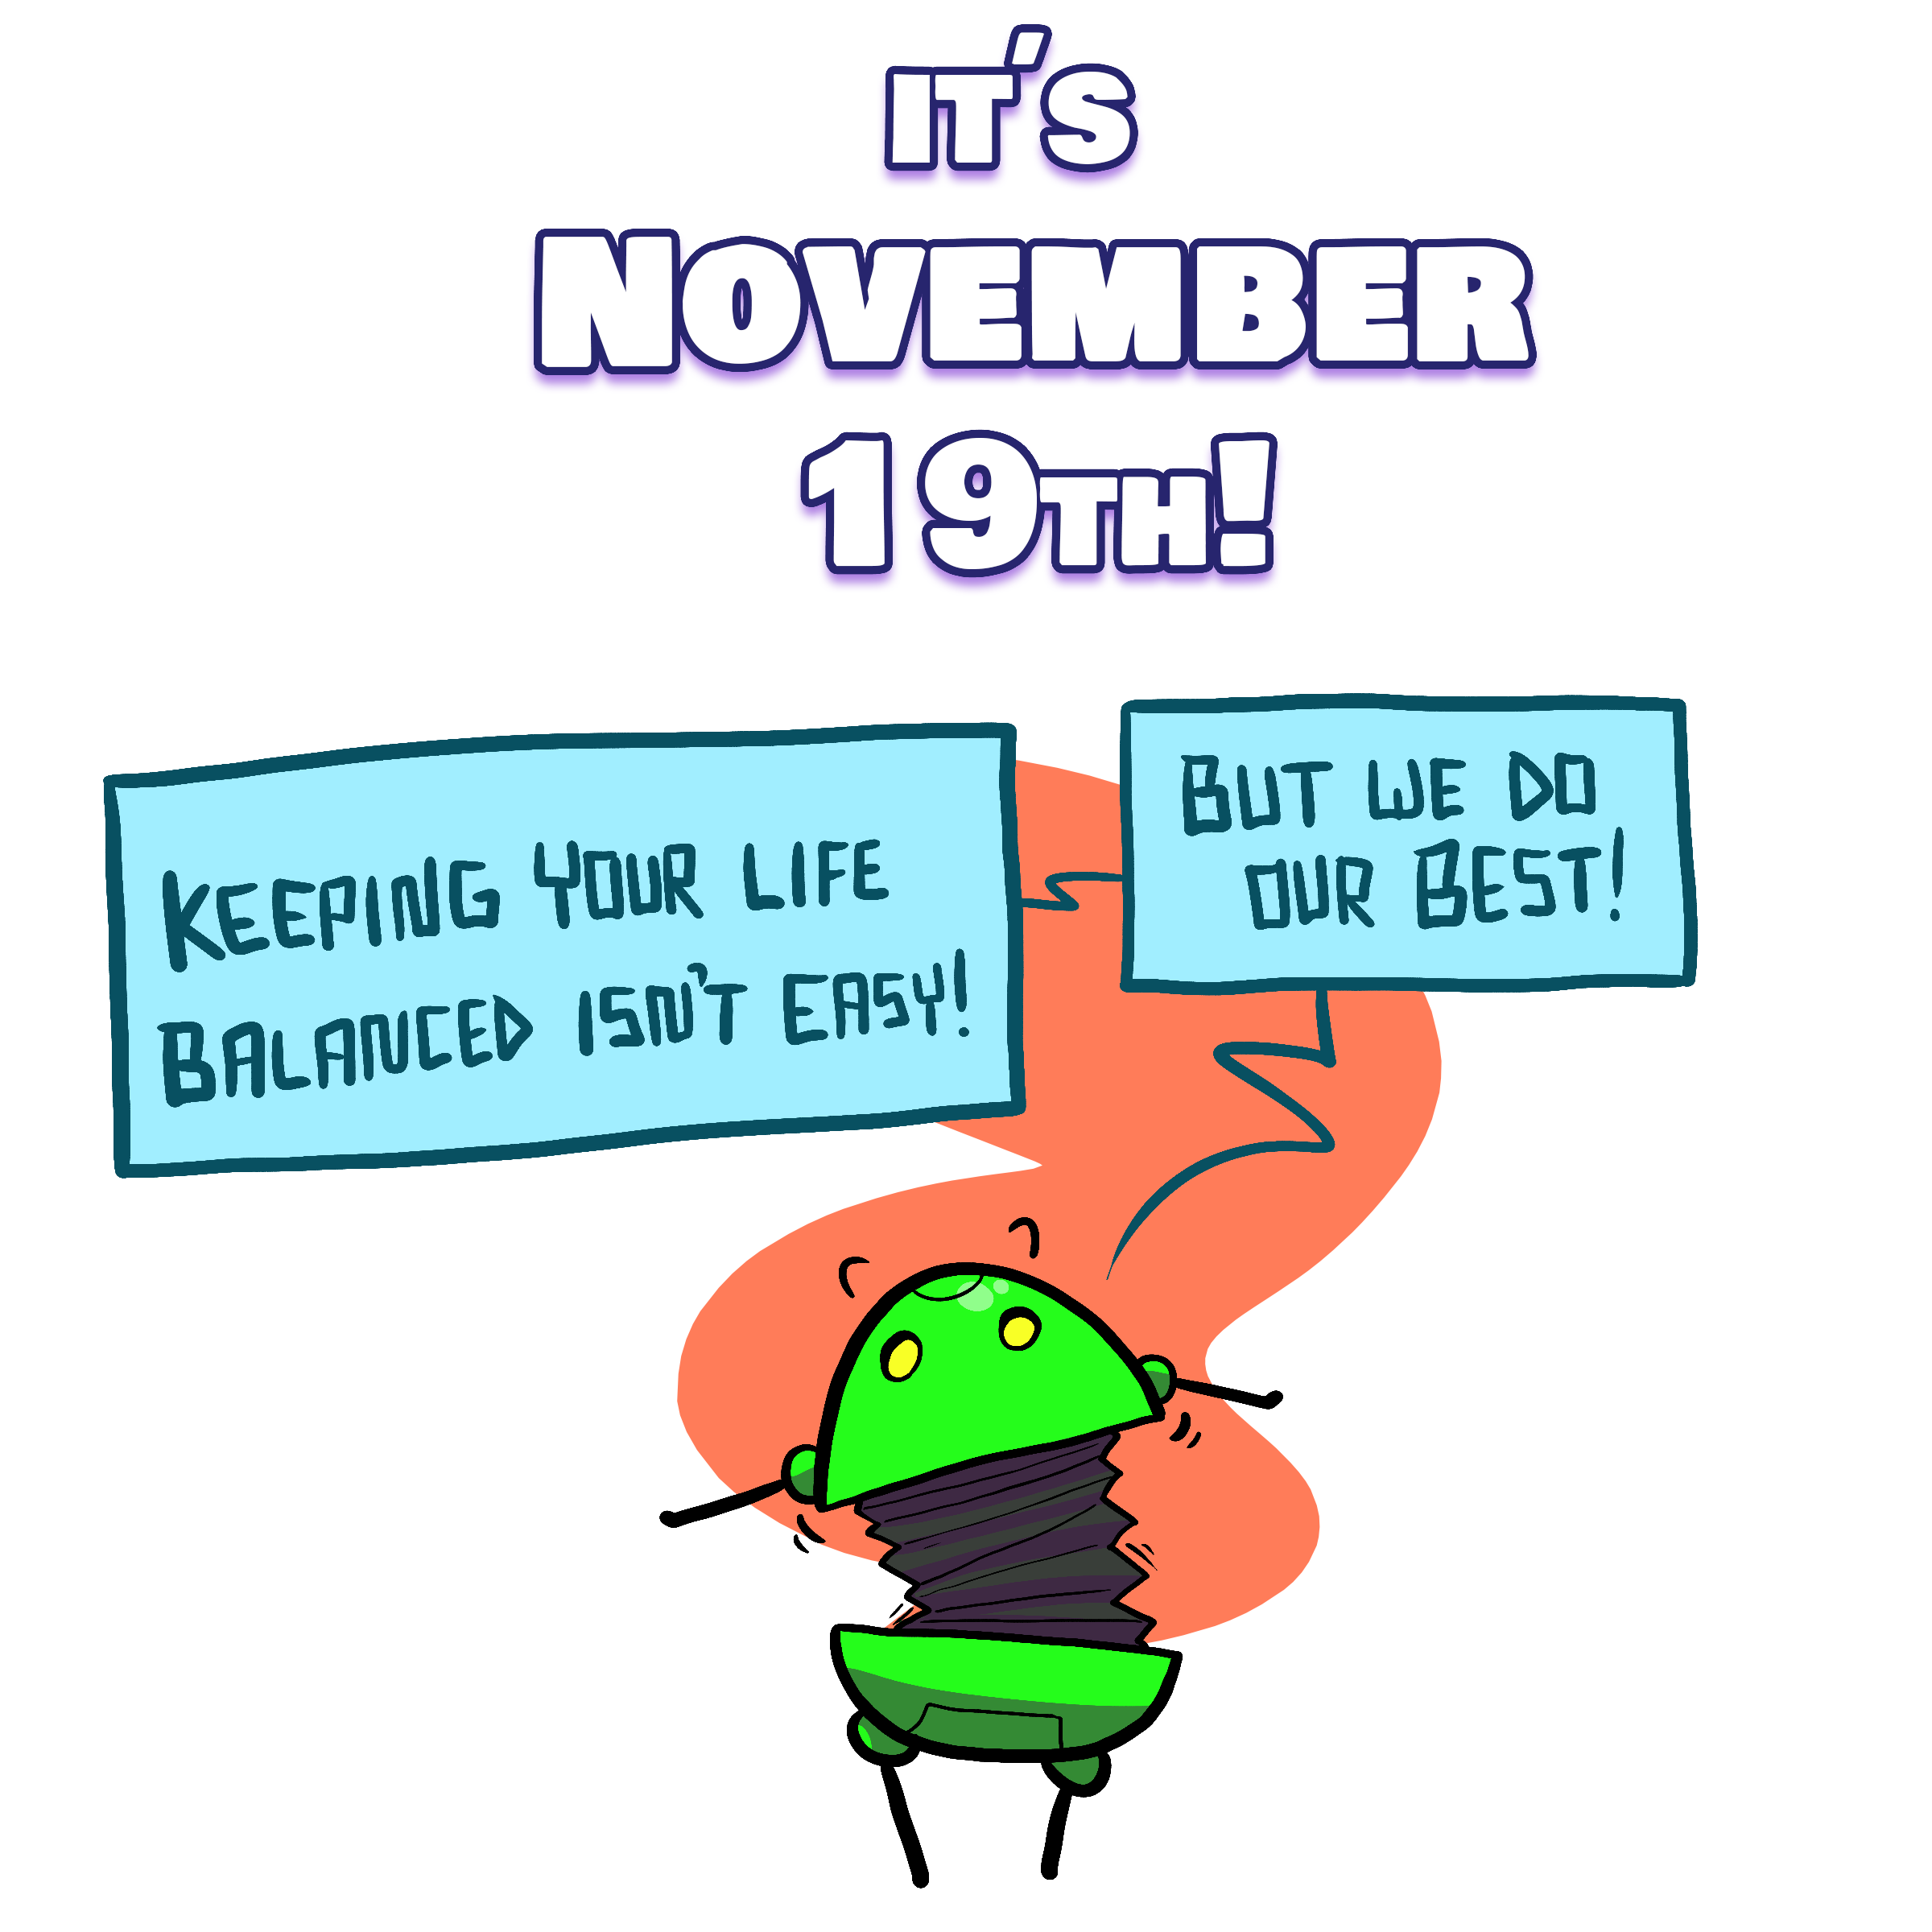 IT'S
NOVEMBER
19TH!
KEEPING YOUR LIFE
BALANCED ISN'T EASY!
BUT WE DO
OUR BEST!